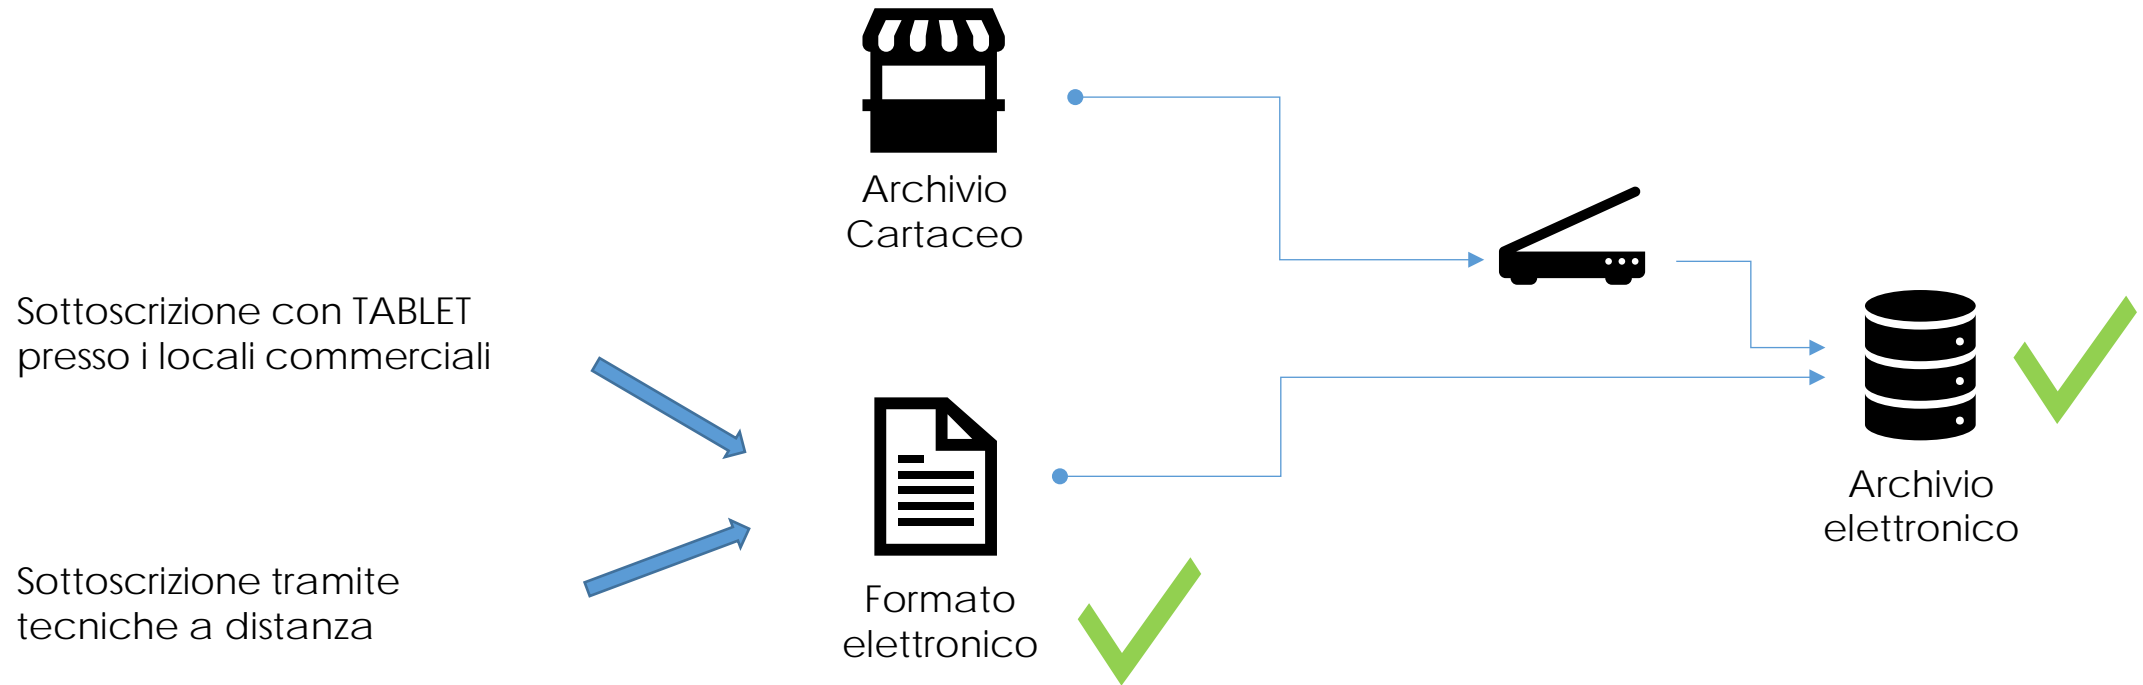 Archivio
Cartaceo
Sottoscrizione con TABLET
presso i locali commerciali
Archivio
elettronico
Sottoscrizione tramite
tecniche a distanza
Formato
elettronico